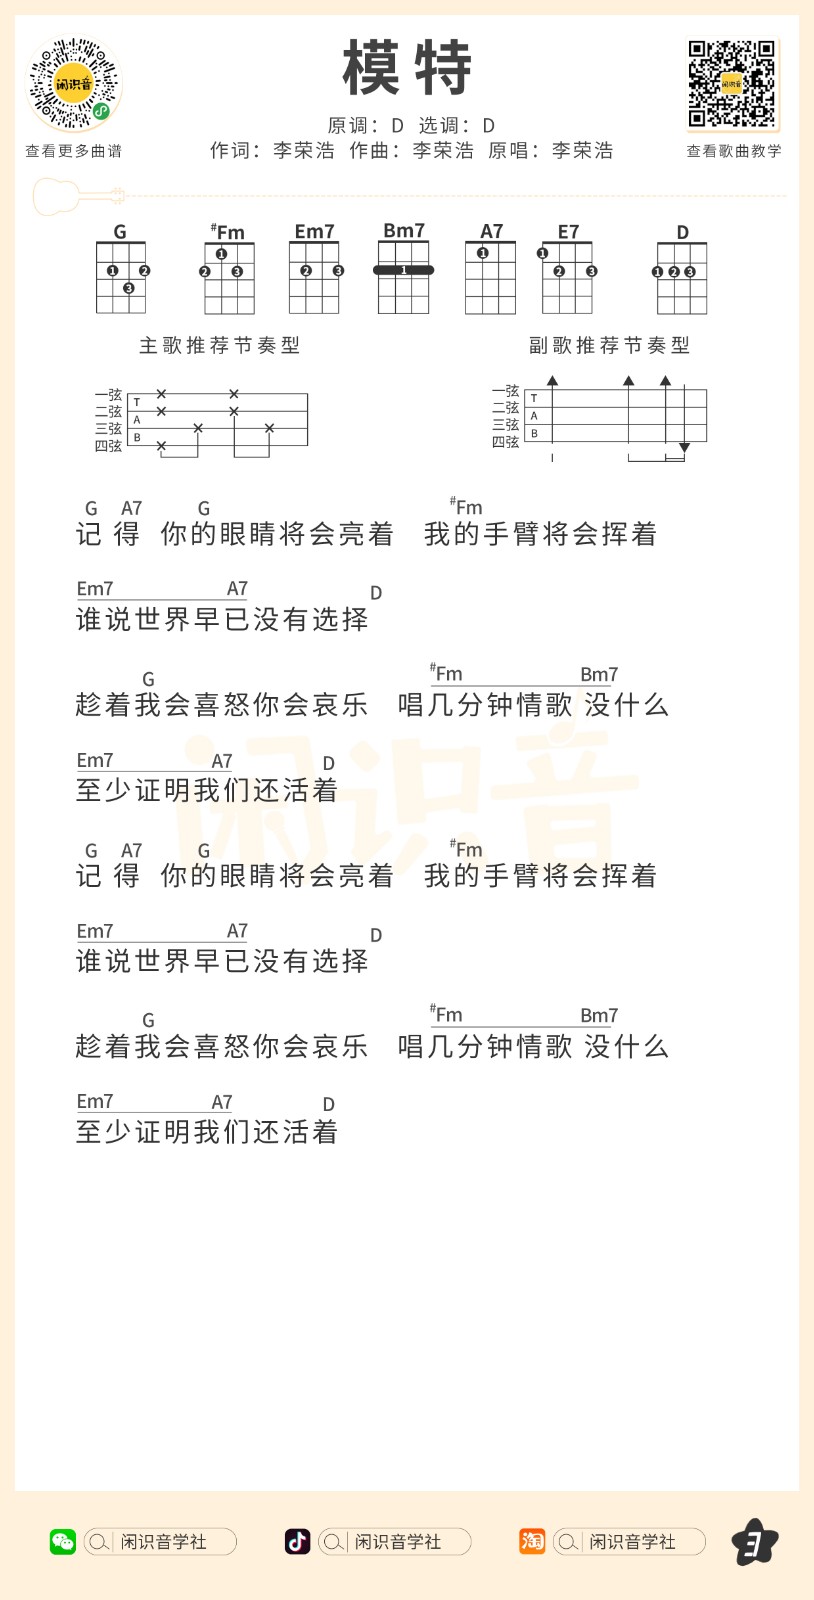 模特
闲识音
闲识音
查看更多曲谱
原调：D 选调：D
作词：李荣浩 作曲：李荣浩 原唱：李荣浩
查看歌曲教学
G #Fm Em7 Bm7 A7 E7 D
1 2 3 1 2 3 2 3 1 1 1 2 3 1 2 3
主歌推荐节奏型 副歌推荐节奏型
一弦 T 一弦 T
二弦 A 二弦 A
三弦 B 三弦 B
四弦 四弦
G A7 G #Fm
记 得 你的眼睛将会亮着 我的手臂将会挥着
Em7 A7 D
谁说世界早已没有选择
G #Fm Bm7
趁着我会喜怒你会哀乐 唱几分钟情歌 没什么
Em7 A7 D
至少证明我们还活着
闲识音
G A7 G #Fm
记 得 你的眼睛将会亮着 我的手臂将会挥着
Em7 A7 D
谁说世界早已没有选择
G #Fm Bm7
趁着我会喜怒你会哀乐 唱几分钟情歌 没什么
Em7 A7 D
至少证明我们还活着
闲识音学社 闲识音学社 淘 闲识音学社 3